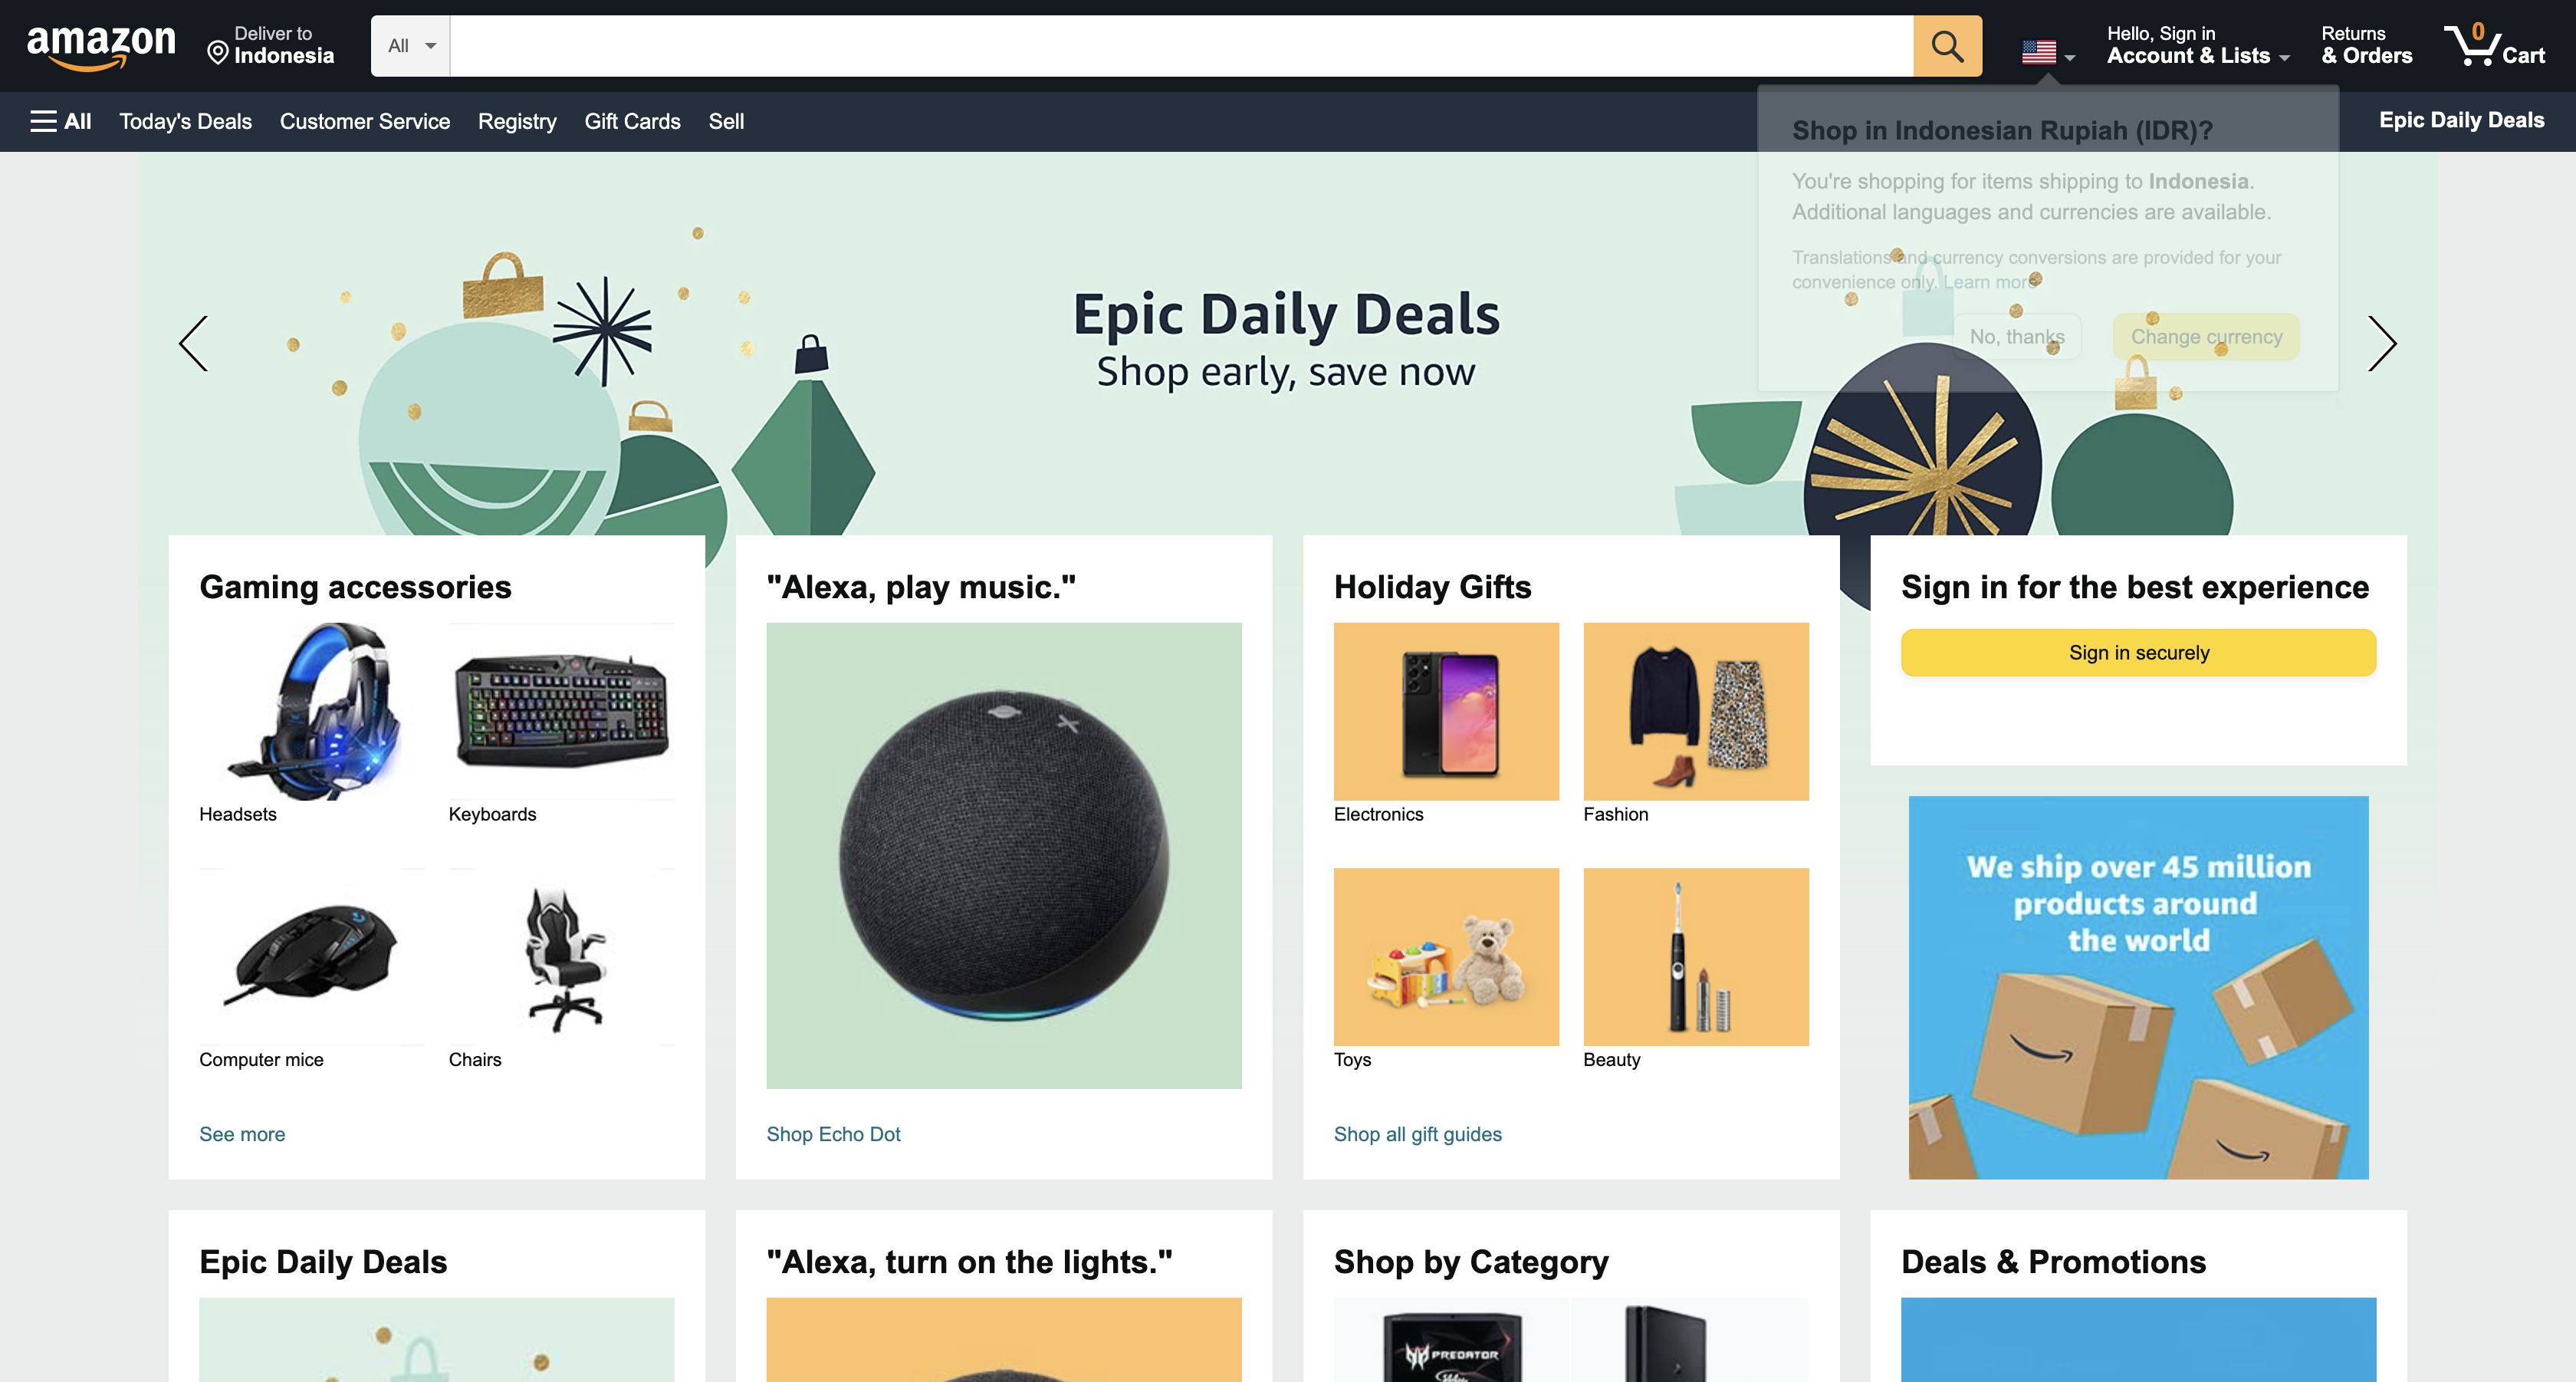 amazon
Deliver to
Indonesia
All
Hello, Sign in
Account & Lists
Returns
& Orders
0
Cart
All
Today's Deals
Customer Service
Registry
Gift Cards
Sell
Epic Daily Deals
Shop in Indonesian Rupiah (IDR)?
You're shopping for items shipping to Indonesia.
Additional languages and currencies are available.
Translations and currency conversions are provided for your
convenience only. Learn more
No, thanks
Change currency
Epic Daily Deals
Shop early, save now
Gaming accessories
Headsets
Keyboards
Computer mice
Chairs
See more
"Alexa, play music."
Shop Echo Dot
Holiday Gifts
Electronics
Fashion
Toys
Beauty
Shop all gift guides
Sign in for the best experience
Sign in securely
We ship over 45 million
products around
the world
Epic Daily Deals
"Alexa, turn on the lights."
Shop by Category
PREDATOR
Deals & Promotions